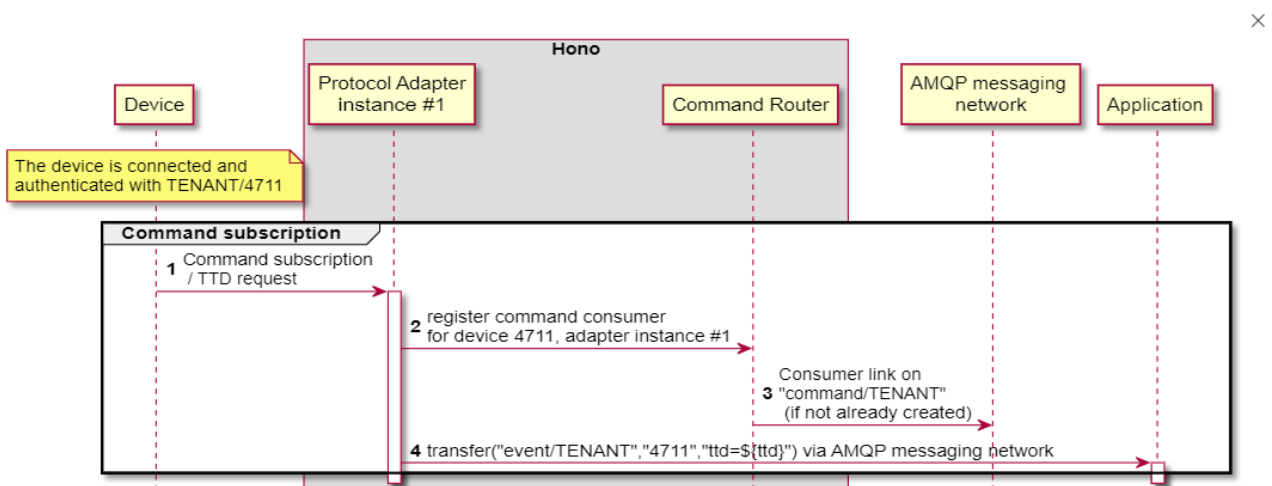 Hono
Device
Protocol Adapter
instance #1
Command Router
AMQP messaging
network
Application
The device is connected and
authenticated with TENANT/4711
Command subscription
1 Command subscription
/ TTD request
2 register command consumer
for device 4711, adapter instance #1
Consumer link on
3 "command/TENANT"
(if not already created)
4 transfer("event/TENANT","4711","ttd=${ttd}") via AMQP messaging network